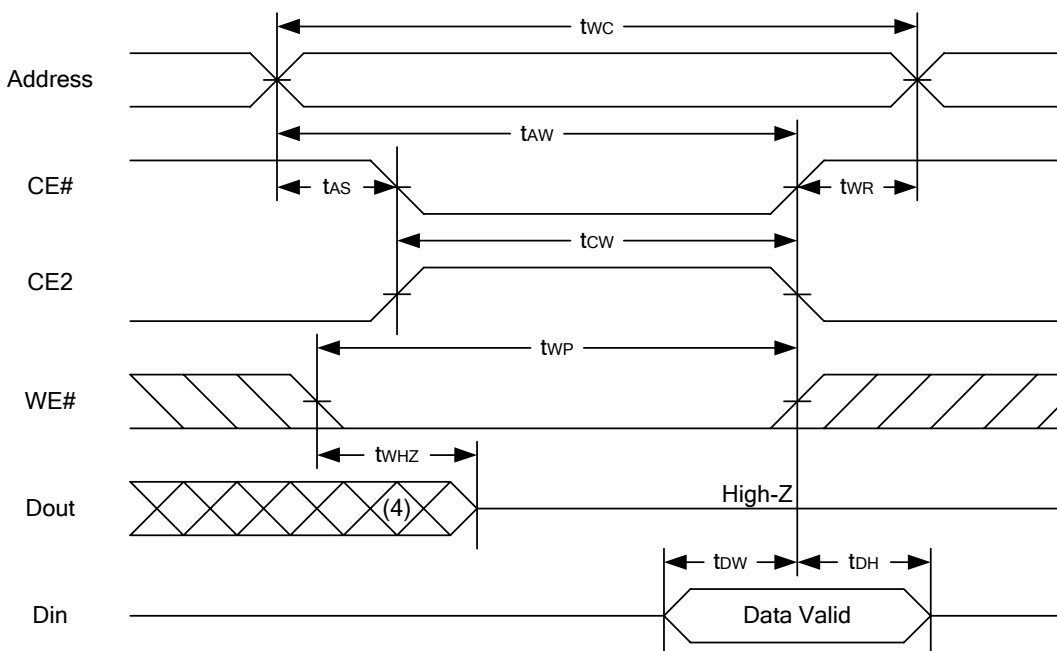 tWC
Address
tAW
CE#
tAS
tWR
tCW
CE2
tWP
WE#
tWHZ
Dout
(4)
High-Z
tDW
tDH
Din
Data Valid